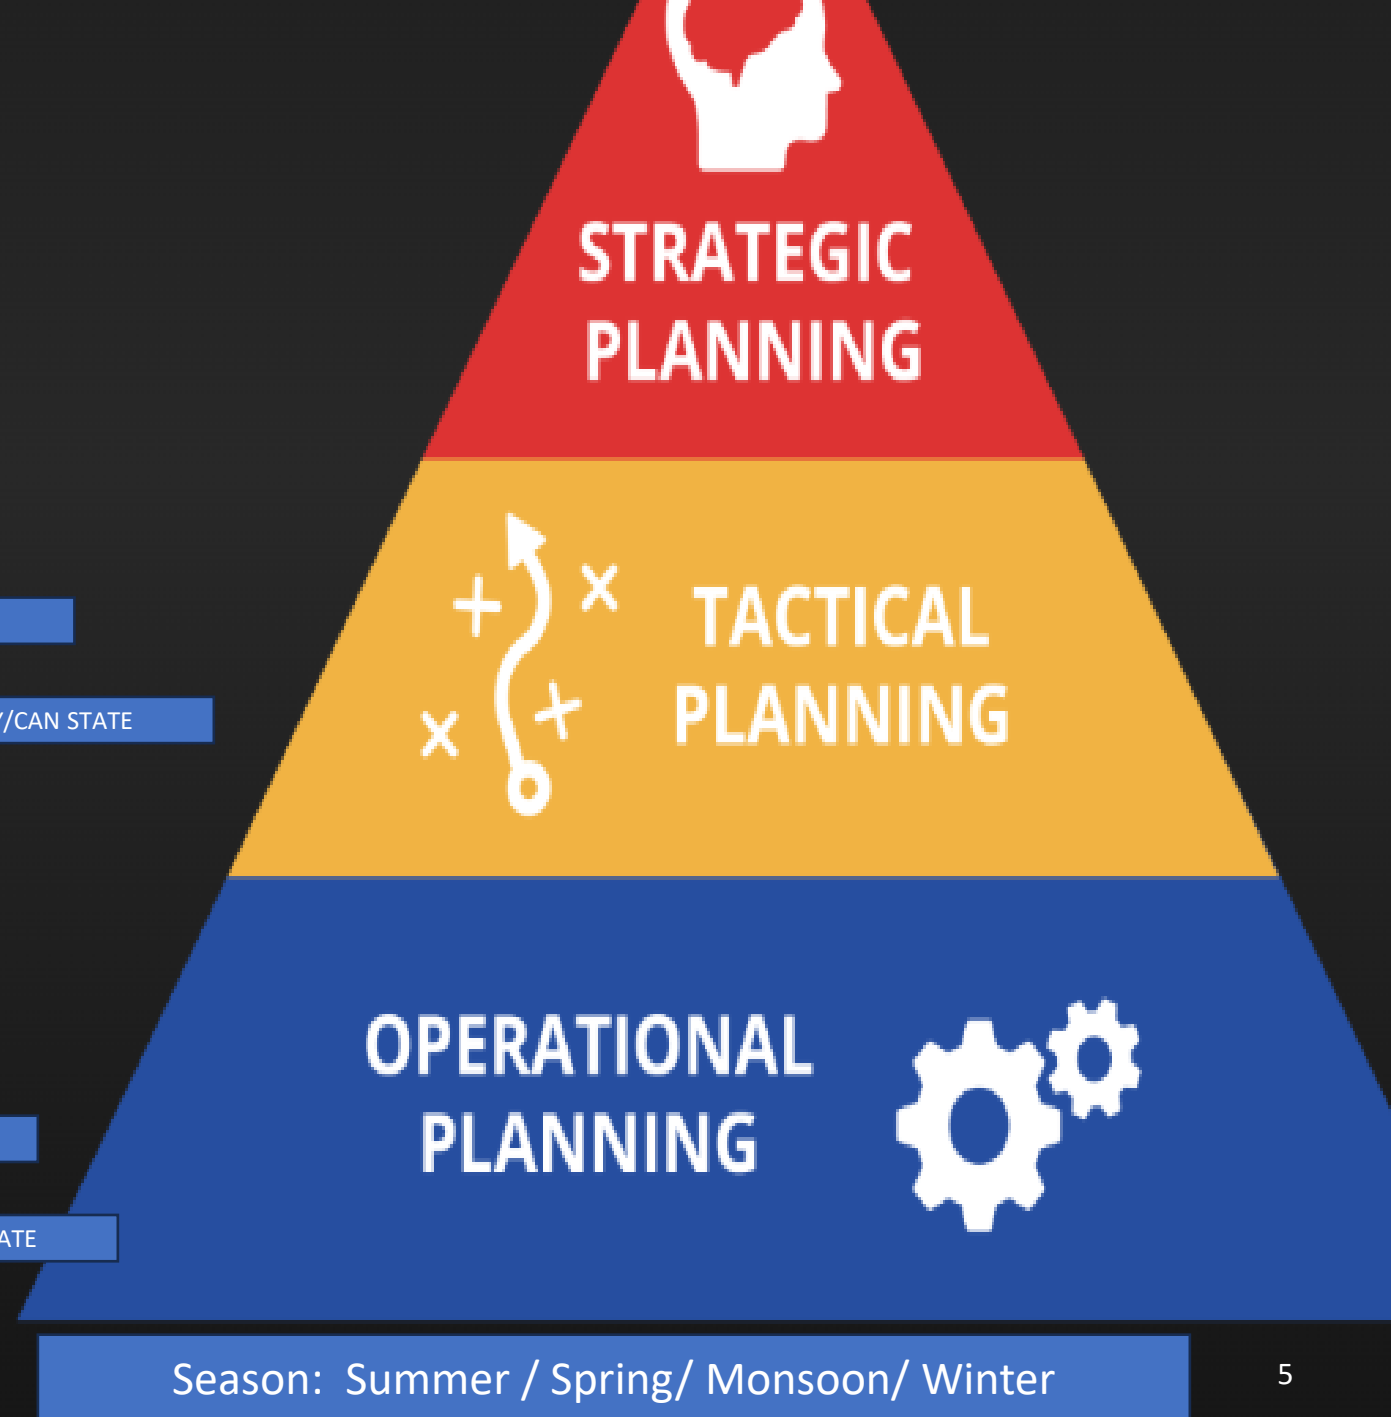 STRATEGIC
PLANNING
TACTICAL
PLANNING
/CAN STATE
OPERATIONAL
PLANNING
ATE
Season:  Summer / Spring/ Monsoon/ Winter
5